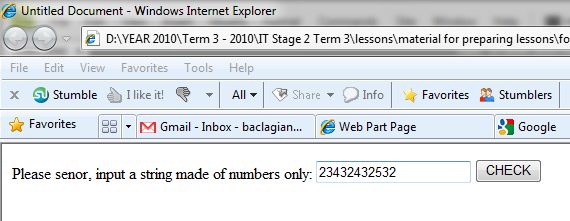 Untitled Document - Windows Internet Explorer
D:\YEAR 2010\Term 3 - 2010\IT Stage 2 Term 3\lessons\material for preparing lessons\fo
File Edit View Favorites Tools Help
x Stumble I like it! All Share Info Favorites Stumblers
Favorites Gmail - Inbox - baclagian... Web Part Page Google
Please senor, input a string made of numbers only: 23432432532 CHECK